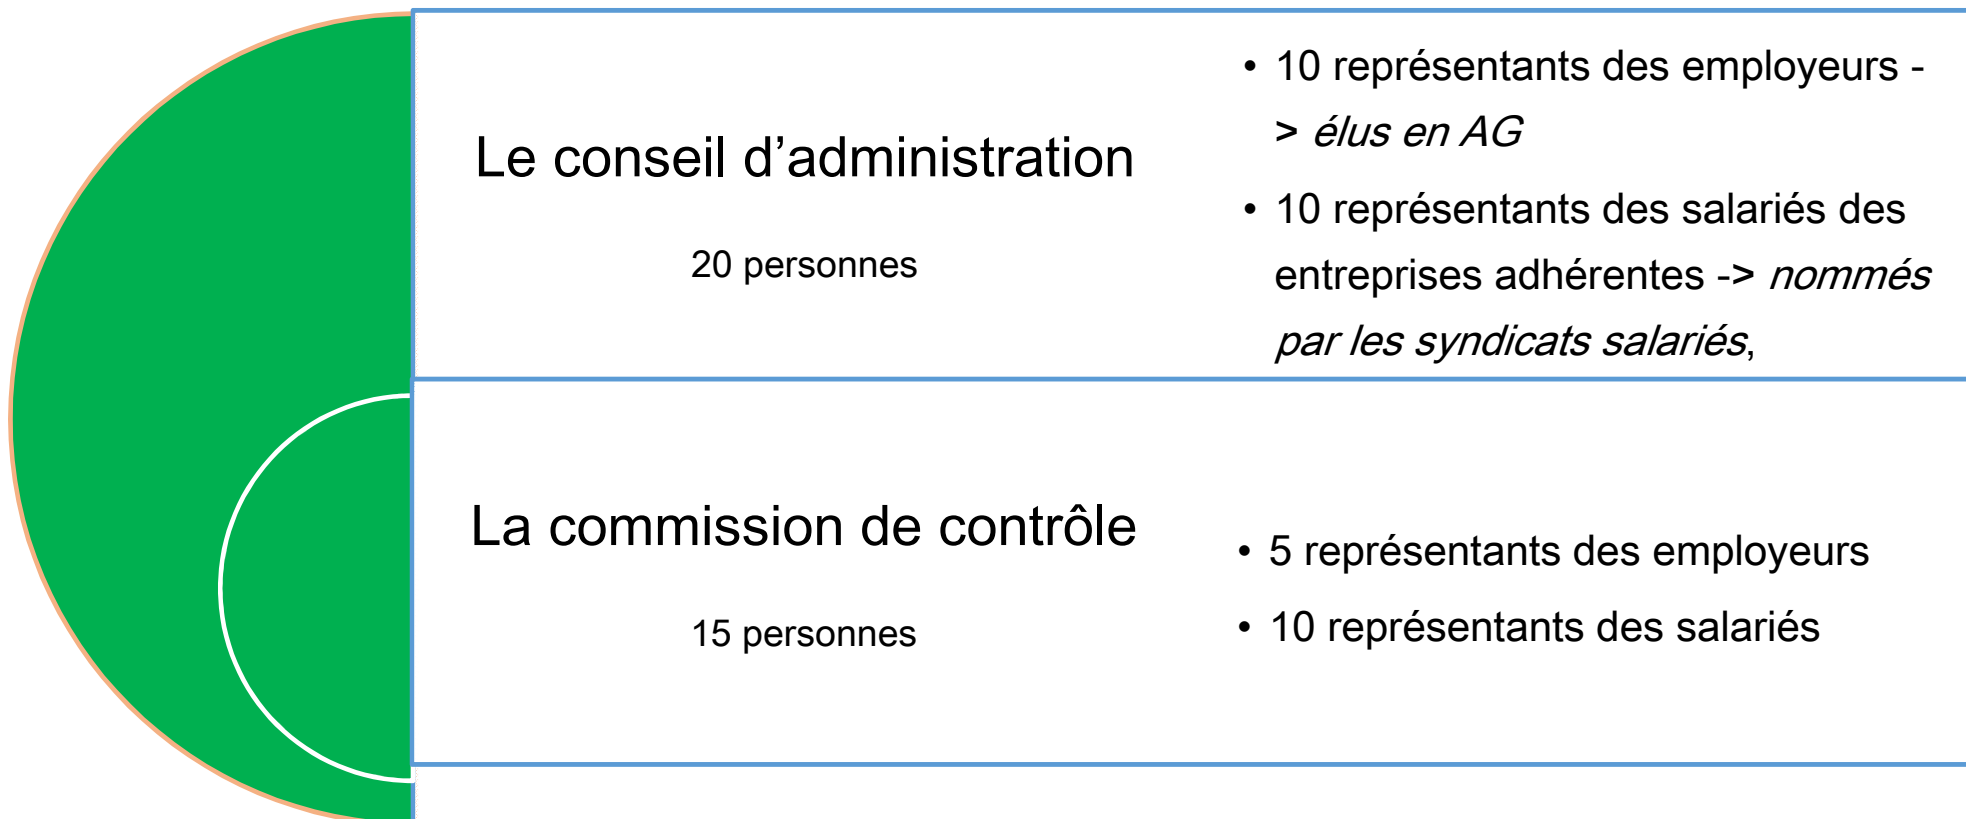 Le conseil d’administration
20 personnes
• 10 représentants des employeurs -
> élus en AG
• 10 représentants des salariés des
entreprises adhérentes -> nommés
par les syndicats salariés,
La commission de contrôle
15 personnes
• 5 représentants des employeurs
• 10 représentants des salariés